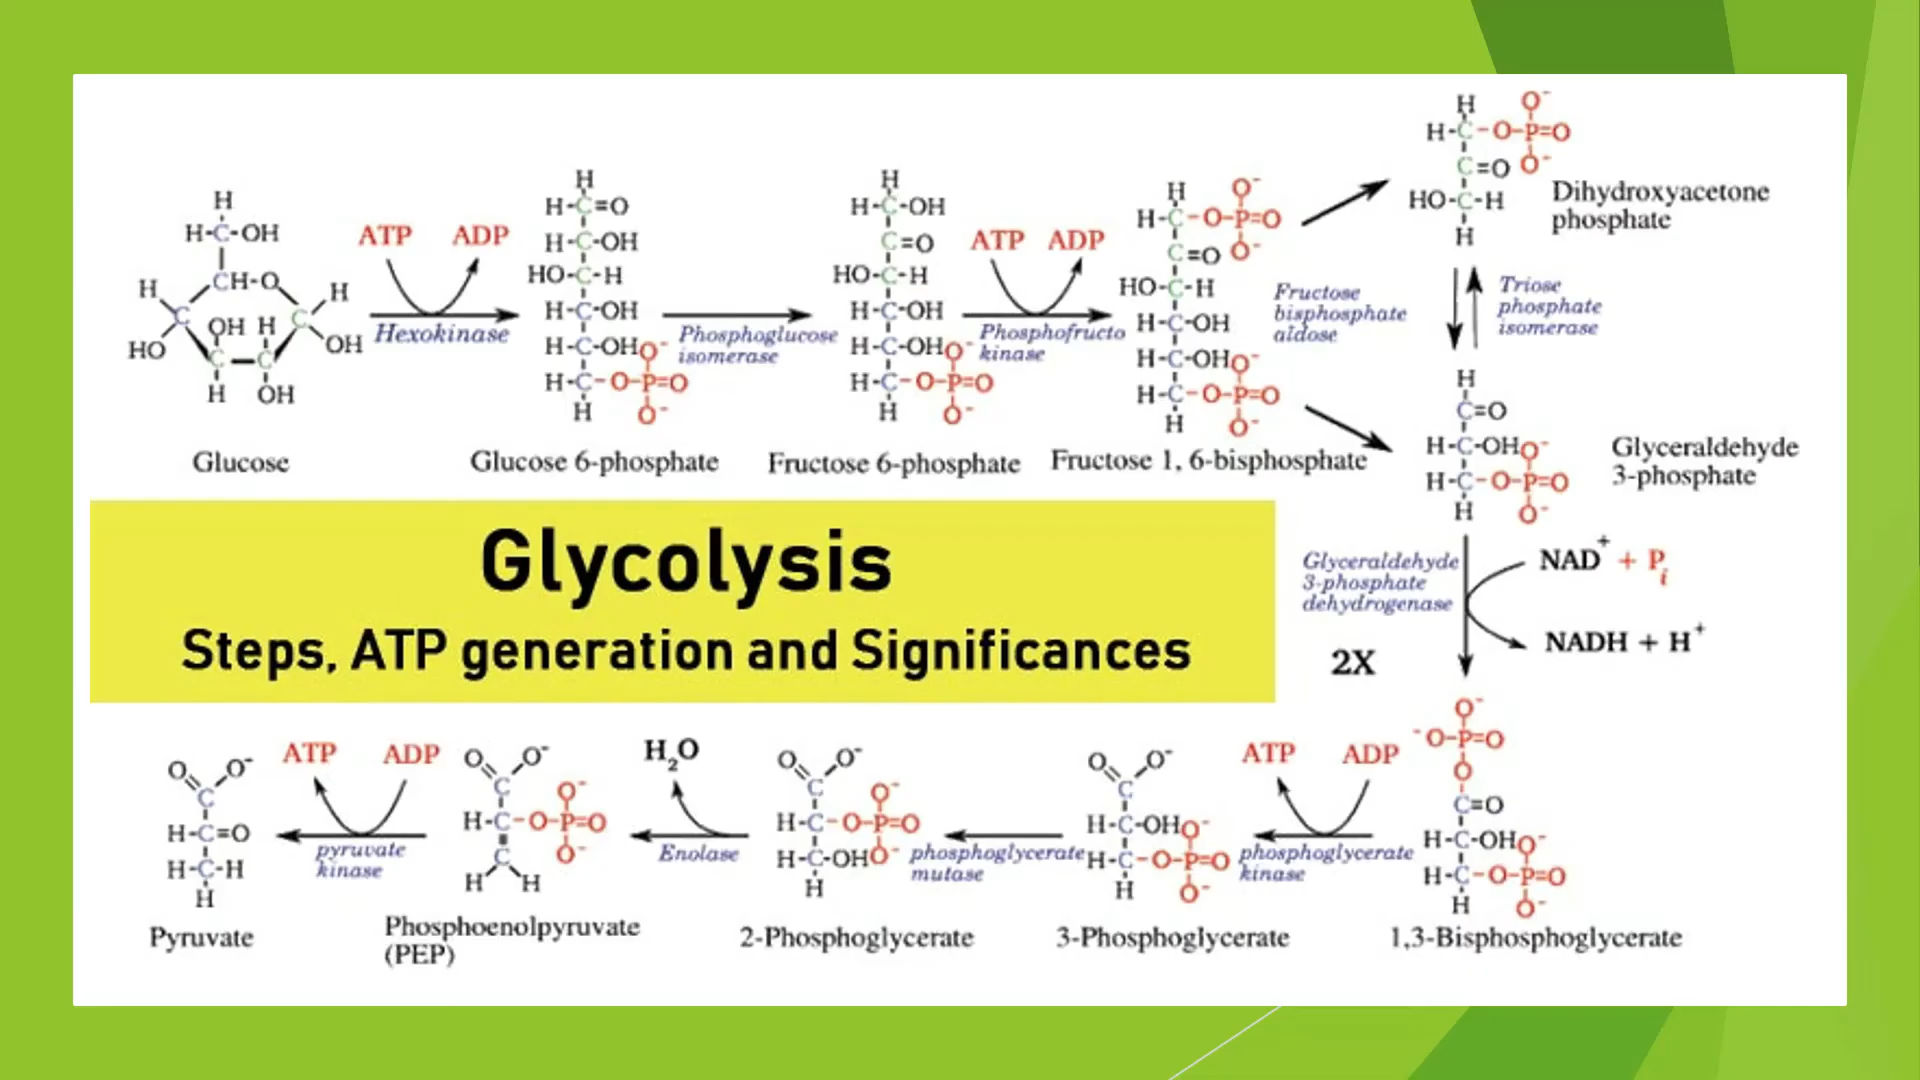 Glucose
ATP
ADP
Hexokinase
Glucose 6-phosphate
Phosphoglucose
isomerase
Fructose 6-phosphate
ATP
ADP
Phosphofructo
kinase
Fructose 1, 6-bisphosphate
Fructose
bisphosphate
aldose
Dihydroxyacetone
phosphate
Triose
phosphate
isomerase
Glyceraldehyde
3-phosphate
Glycolysis
Steps, ATP generation and Significances
Glyceraldehyde
3-phosphate
dehydrogenase
NAD+ + Pi
NADH + H+
2X
1,3-Bisphosphoglycerate
ATP
ADP
phosphoglycerate
kinase
3-Phosphoglycerate
phosphoglycerate
mutase
2-Phosphoglycerate
H2O
Enolase
Phosphoenolpyruvate
(PEP)
ATP
ADP
pyruvate
kinase
Pyruvate